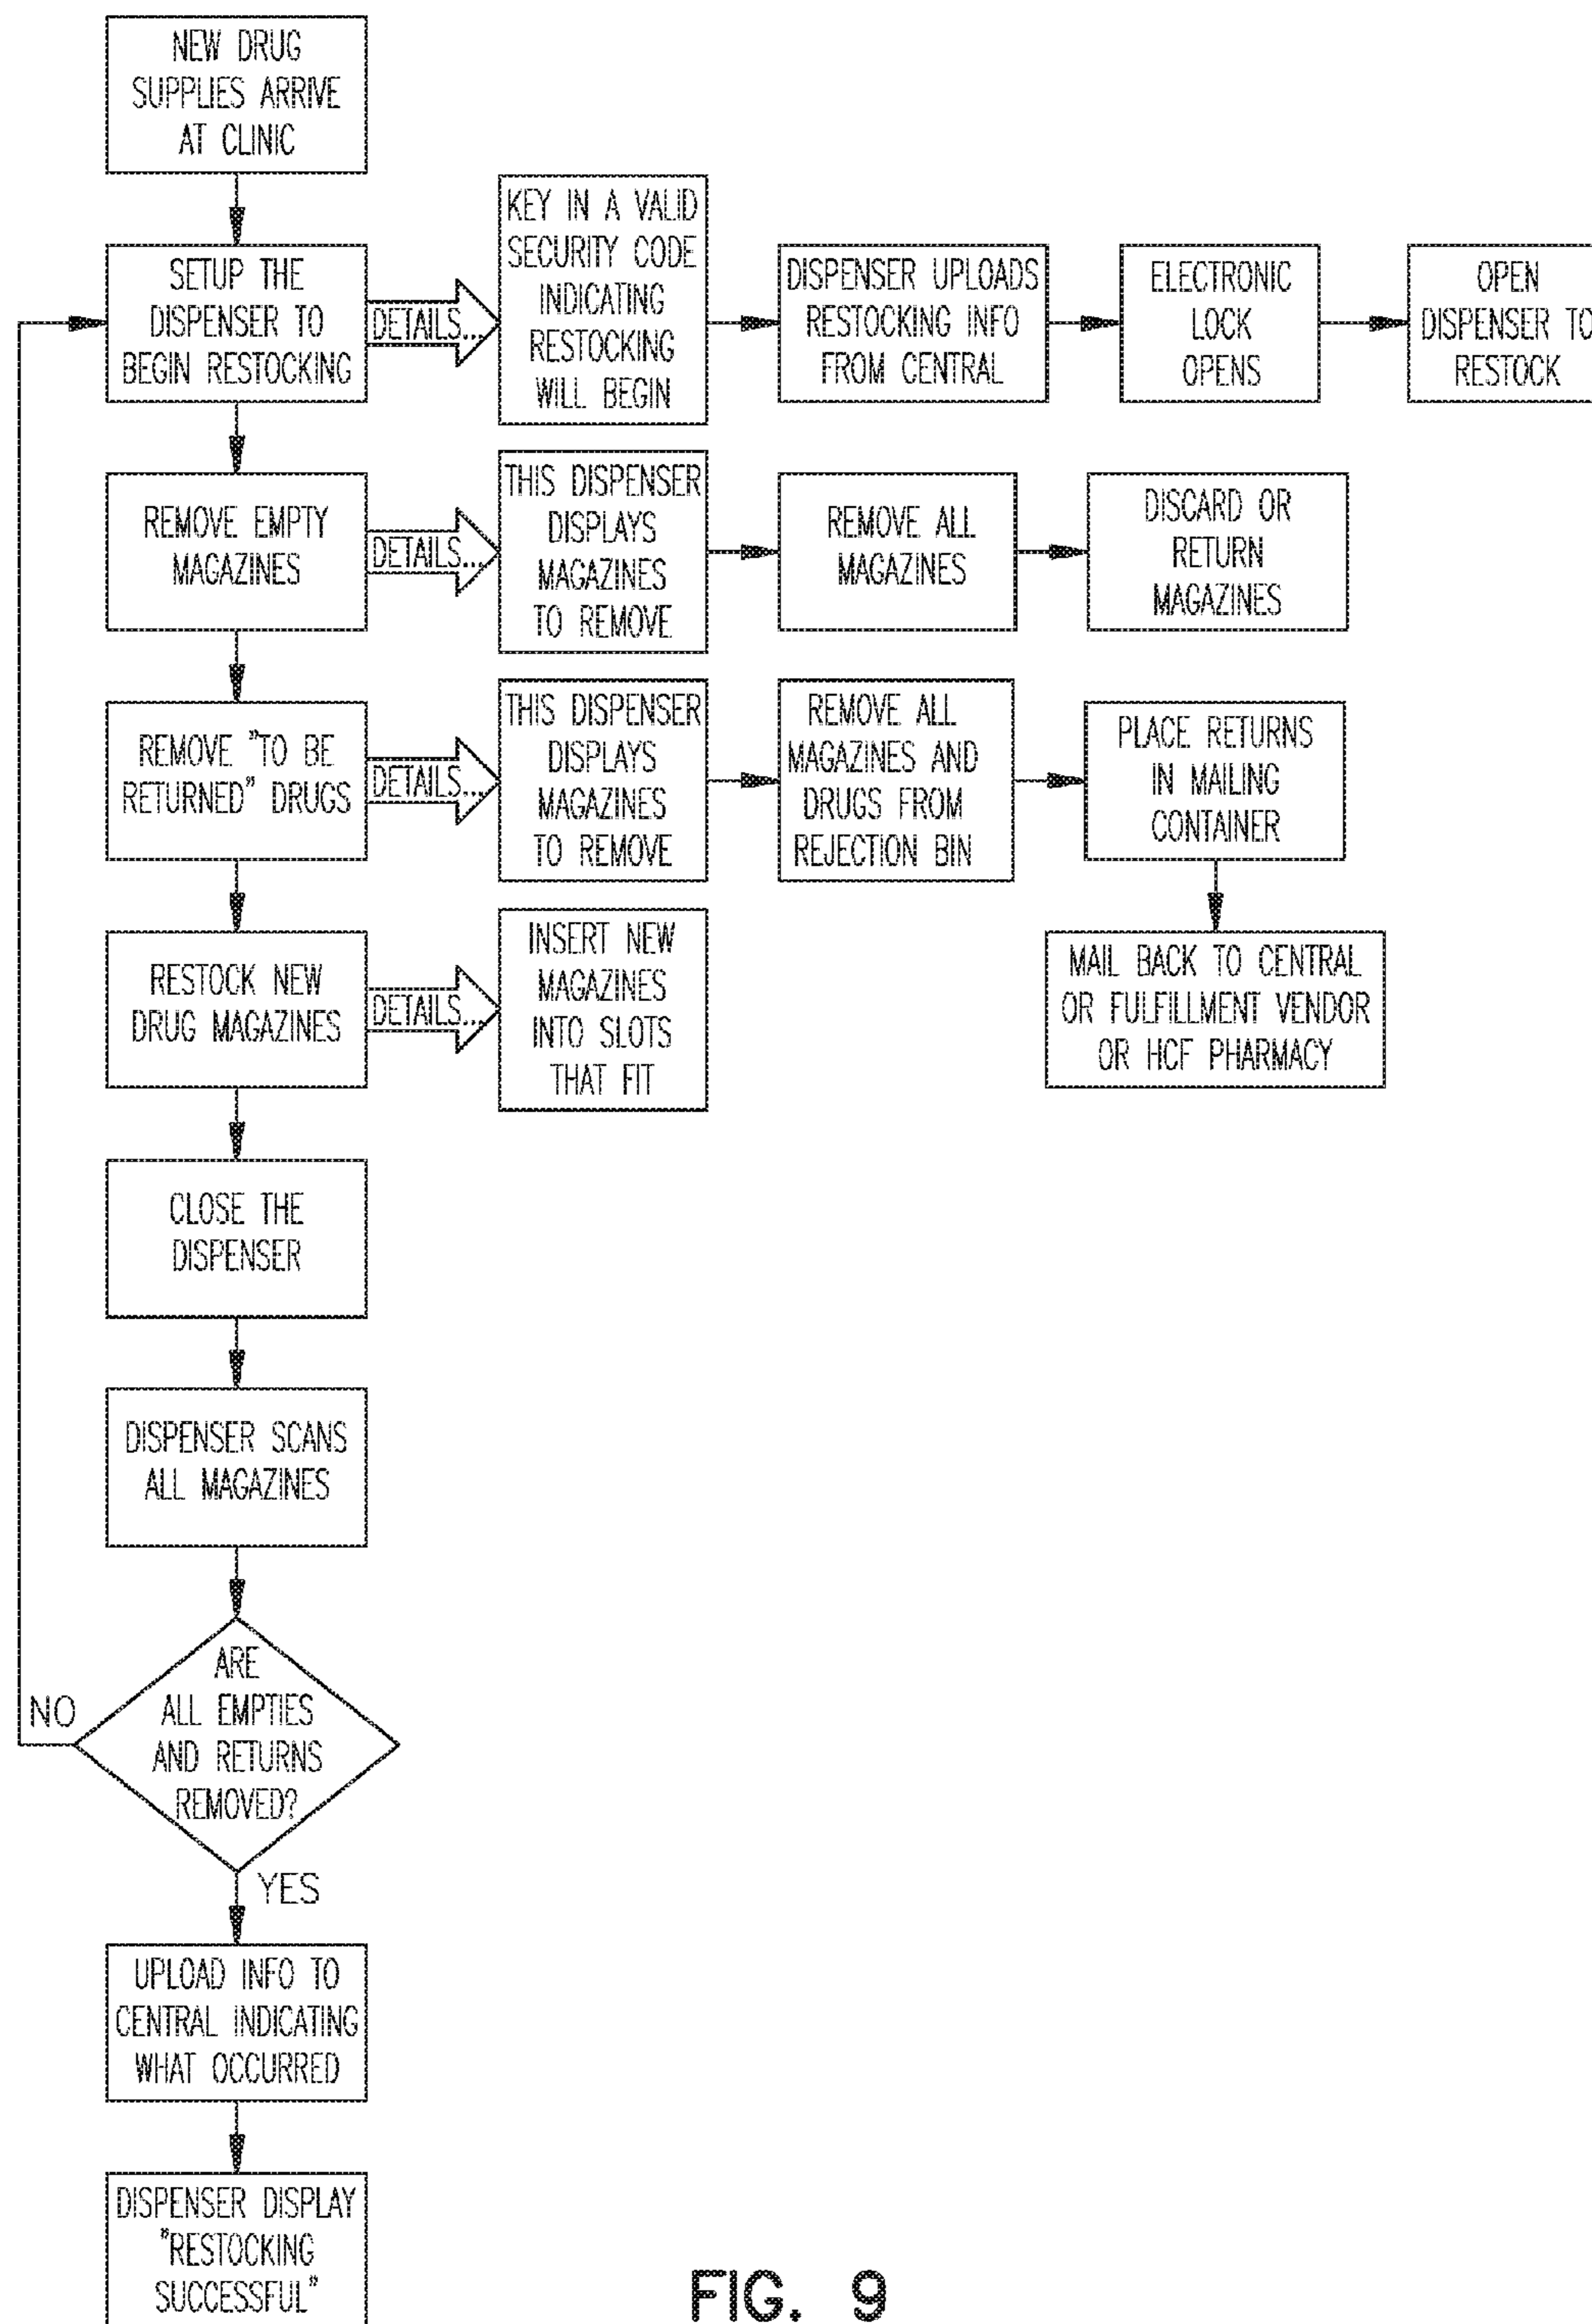 NEW DRUG
SUPPLIES ARRIVE
AT CLINIC
SETUP THE
DISPENSER TO
BEGIN RESTOCKING
DETAILS...
KEY IN A VALID
SECURITY CODE
INDICATING
RESTOCKING
WILL BEGIN
DISPENSER UPLOADS
RESTOCKING INFO
FROM CENTRAL
ELECTRONIC
LOCK
OPENS
OPEN
DISPENSER TO
RESTOCK
REMOVE EMPTY
MAGAZINES
DETAILS...
THIS DISPENSER
DISPLAYS
MAGAZINES
TO REMOVE
REMOVE ALL
MAGAZINES
DISCARD OR
RETURN
MAGAZINES
REMOVE "TO BE
RETURNED" DRUGS
DETAILS...
THIS DISPENSER
DISPLAYS
MAGAZINES
TO REMOVE
REMOVE ALL
MAGAZINES AND
DRUGS FROM
REJECTION BIN
PLACE RETURNS
IN MAILING
CONTAINER
MAIL BACK TO CENTRAL
OR FULFILLMENT VENDOR
OR HCF PHARMACY
RESTOCK NEW
DRUG MAGAZINES
DETAILS...
INSERT NEW
MAGAZINES
INTO SLOTS
THAT FIT
CLOSE THE
DISPENSER
DISPENSER SCANS
ALL MAGAZINES
ARE
ALL EMPTIES
AND RETURNS
REMOVED?
NO
YES
UPLOAD INFO TO
CENTRAL INDICATING
WHAT OCCURRED
DISPENSER DISPLAY
"RESTOCKING
SUCCESSFUL"
FIG. 9